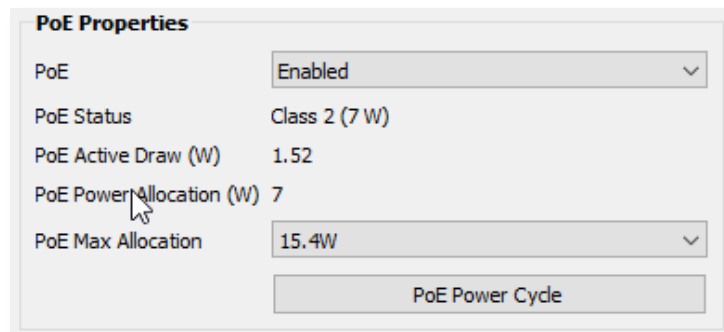 PoE Properties
PoE Enabled
PoE Status Class 2 (7 W)
PoE Active Draw (W) 1.52
PoE Power Allocation (W) 7
PoE Max Allocation 15.4W
PoE Power Cycle